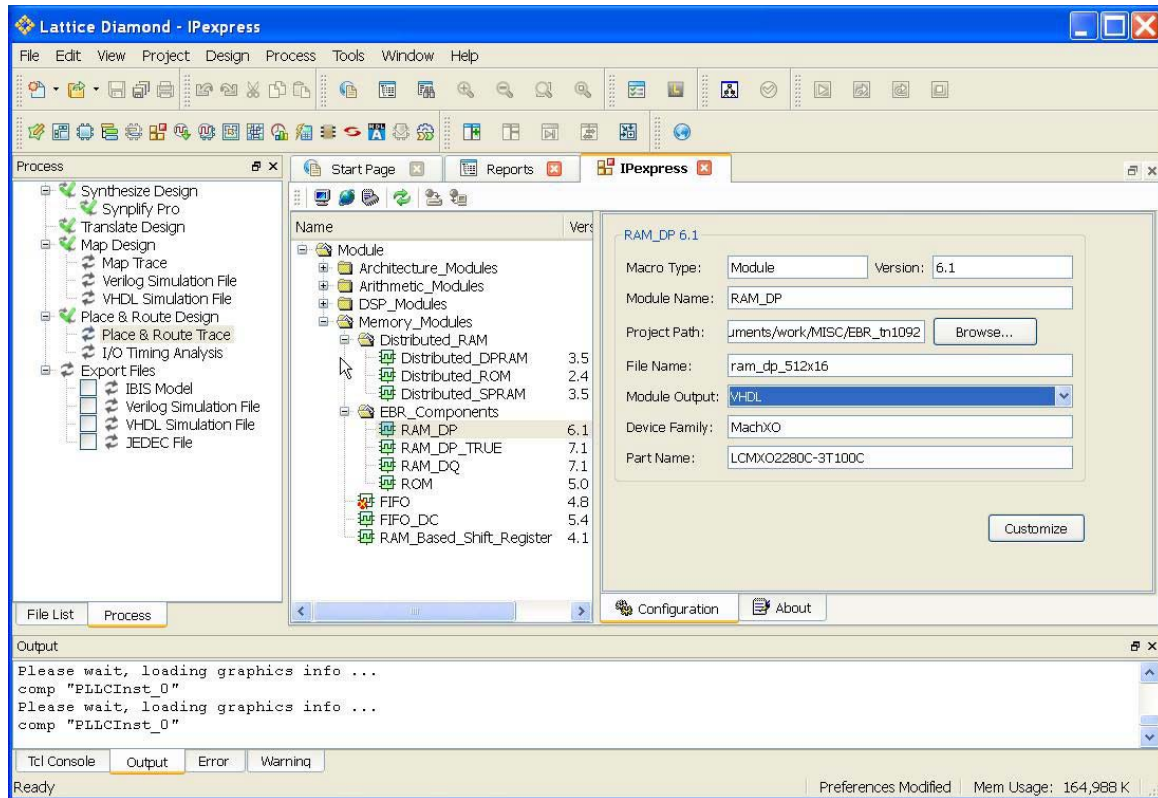 Lattice Diamond - IPexpress
File Edit View Project Design Process Tools Window Help
Process
Start Page Reports IPexpress
Synthesize Design
Synplify Pro
Translate Design
Map Design
Map Trace
Verilog Simulation File
VHDL Simulation File
Place & Route Design
Place & Route Trace
I/O Timing Analysis
Export Files
IBIS Model
Verilog Simulation File
VHDL Simulation File
JEDEC File
File List Process
Name Vers
Module
Architecture_Modules
Arithmetic_Modules
DSP_Modules
Memory_Modules
Distributed_RAM
Distributed_DPRAM 3.5
Distributed_ROM 2.4
Distributed_SPRAM 3.5
EBR_Components
RAM_DP 6.1
RAM_DP_TRUE 7.1
RAM_DQ 7.1
ROM 5.0
FIFO 4.8
FIFO_DC 5.4
RAM_Based_Shift_Register 4.1
RAM_DP 6.1
Macro Type: Module Version: 6.1
Module Name: RAM_DP
Project Path: uments/work/MISC/EBR_tn1092 Browse...
File Name: ram_dp_512x16
Module Output: VHDL
Device Family: MachXO
Part Name: LCMXO2280C-3T100C
Customize
Configuration About
Output
Please wait, loading graphics info ...
comp "PLLCInst_0"
Please wait, loading graphics info ...
comp "PLLCInst_0"
Tcl Console Output Error Warning
Ready Preferences Modified Mem Usage: 164,988 K